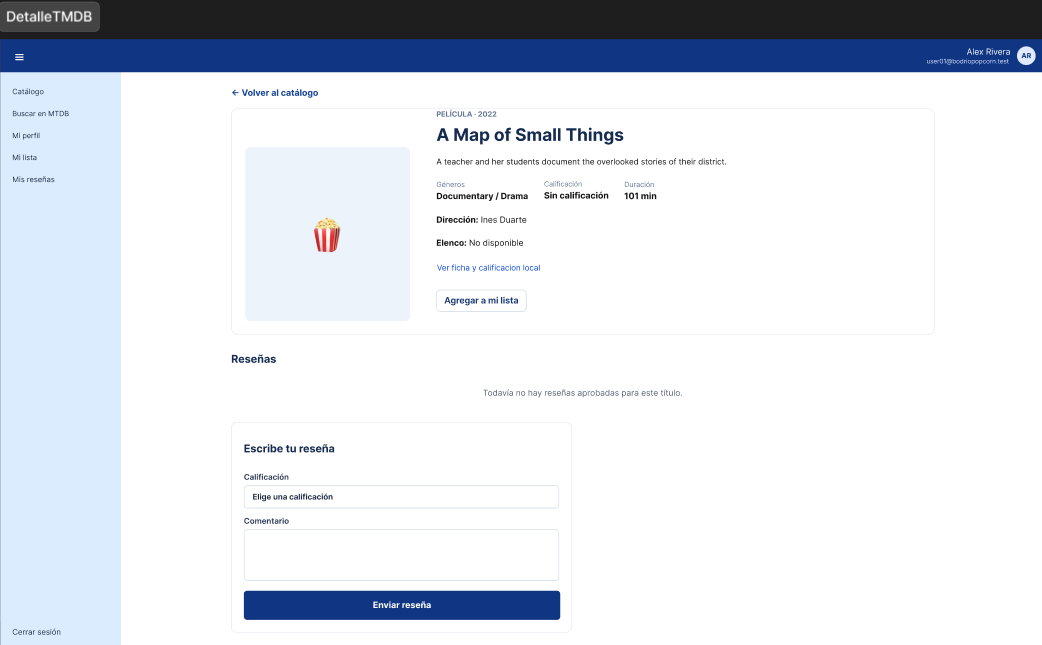 DetalleTMDB
Alex Rivera
user01@bodriopopcorn.test
AR
Catálogo
Buscar en MTDB
Mi perfil
Mi lista
Mis reseñas
Cerrar sesión
← Volver al catálogo
PELÍCULA · 2022
A Map of Small Things
A teacher and her students document the overlooked stories of their district.
Géneros
Documentary / Drama
Calificación
Sin calificación
Duración
101 min
Dirección: Ines Duarte
Elenco: No disponible
Ver ficha y calificacion local
Agregar a mi lista
Reseñas
Todavía no hay reseñas aprobadas para este título.
Escribe tu reseña
Calificación
Elige una calificación
Comentario
Enviar reseña